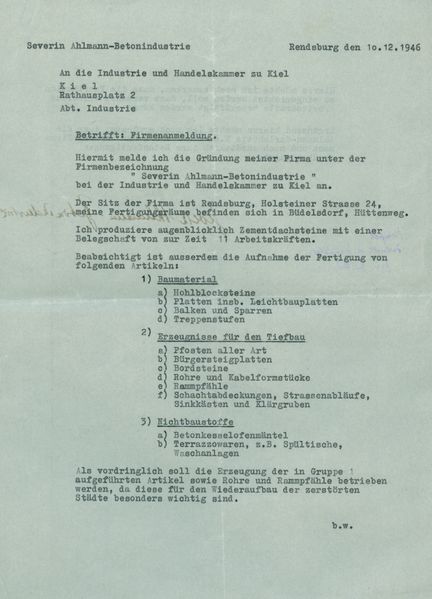 Severin Ahlmann-Betonindustrie
Rendsburg den 1o.12.1946
An die Industrie und Handelskammer zu Kiel
K i e l
Rathausplatz 2
Abt. Industrie
Betrifft: Firmenanmeldung.
Hiermit melde ich die Gründung meiner Firma unter der
Firmenbezeichnung
" Severin Ahlmann-Betonindustrie "
bei der Industrie und Handelskammer zu Kiel an.
Der Sitz der Firma ist Rendsburg, Holsteiner Strasse 24,
meine Fertigungsräume befinden sich in Büdelsdorf, Hüttenweg.
Ich produziere augenblicklich Zementdachsteine mit einer
Belegschaft von zur Zeit 11 Arbeitskräften.
Beabsichtigt ist ausserdem die Aufnahme der Fertigung von
folgenden Artikeln:
1) Baumaterial
a) Hohlblocksteine
b) Platten insb. Leichtbauplatten
c) Balken und Sparren
d) Treppenstufen
2) Erzeugnisse für den Tiefbau
a) Pfosten aller Art
b) Bürgersteigplatten
c) Bordsteine
d) Rohre und Kabelformstücke
e) Rammpfähle
f) Schachtabdeckungen, Strassenabläufe,
Sinkkästen und Klärgruben
3) Nichtbaustoffe
a) Betonkesselofenmäntel
b) Terrazzowaren, z.B. Spültische,
Waschanlagen
Als vordringlich soll die Erzeugung der in Gruppe 1
aufgeführten Artikel sowie Rohre und Rammpfähle betrieben
werden, da diese für den Wiederaufbau der zerstörten
Städte besonders wichtig sind.
b.w.